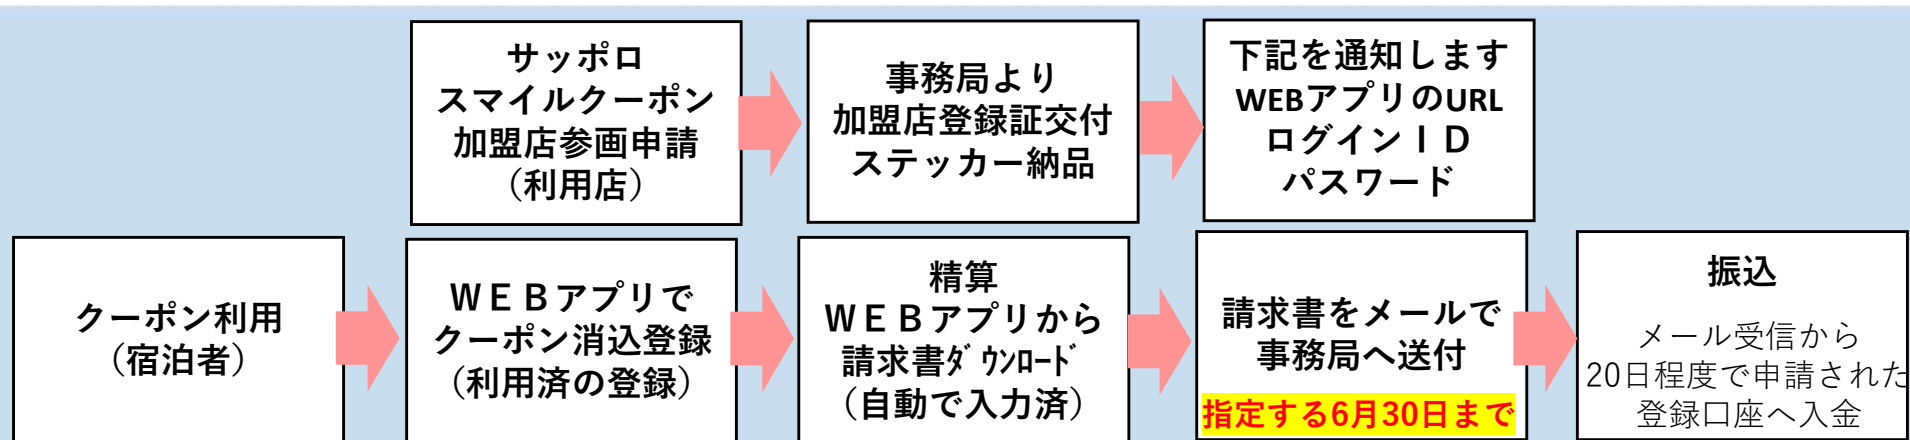 サッポロ
スマイルクーポン
加盟店参画申請
（利用店）
事務局より
加盟店登録証交付
ステッカー納品
下記を通知します
WEBアプリのURL
ログインＩＤ
パスワード
クーポン利用
（宿泊者）
ＷＥＢアプリで
クーポン消込登録
（利用済の登録）
精算
ＷＥＢアプリから
請求書ﾀﾞｳﾝﾛｰﾄﾞ
（自動で入力済）
請求書をメールで
事務局へ送付
指定する6月30日まで
振込
メール受信から
20日程度で申請された
登録口座へ入金